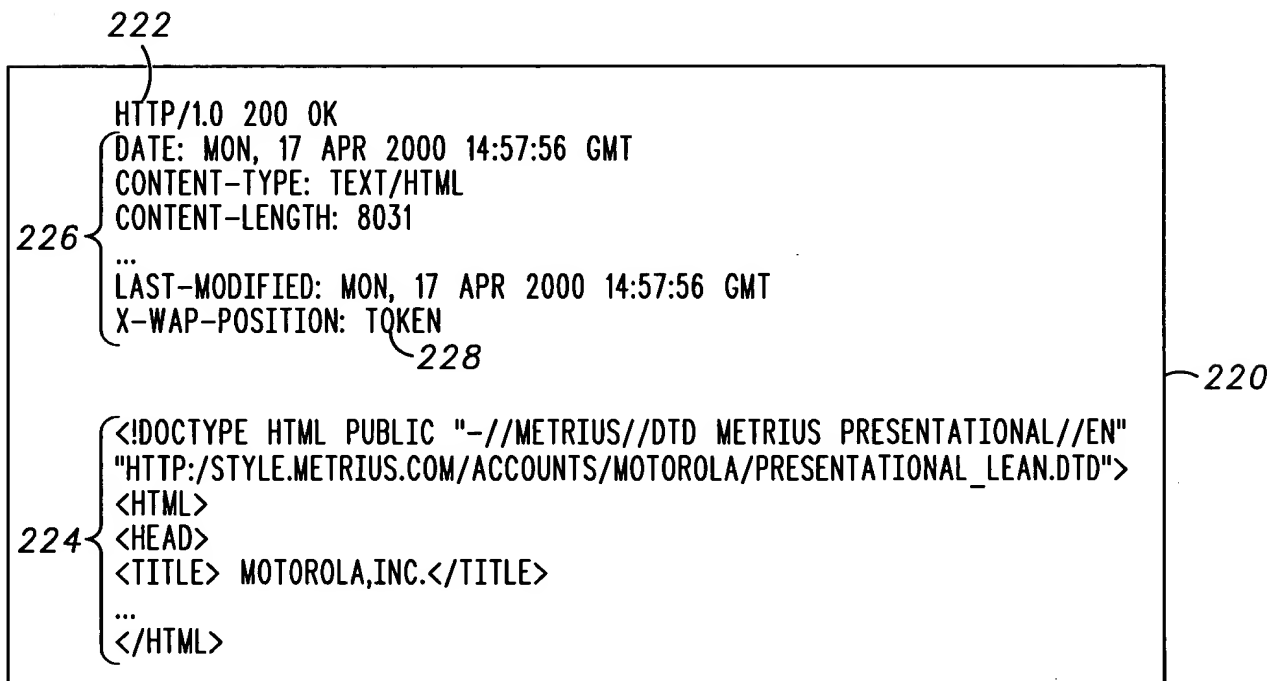 222
HTTP/1.0 200 OK
DATE: MON, 17 APR 2000 14:57:56 GMT
CONTENT-TYPE: TEXT/HTML
CONTENT-LENGTH: 8031
226
...
LAST-MODIFIED: MON, 17 APR 2000 14:57:56 GMT
X-WAP-POSITION: TOKEN
228
220
<!DOCTYPE HTML PUBLIC "-//METRIUS//DTD METRIUS PRESENTATIONAL//EN"
"HTTP:/STYLE.METRIUS.COM/ACCOUNTS/MOTOROLA/PRESENTATIONAL_LEAN.DTD">
<HTML>
224
<HEAD>
<TITLE> MOTOROLA,INC.</TITLE>
...
</HTML>